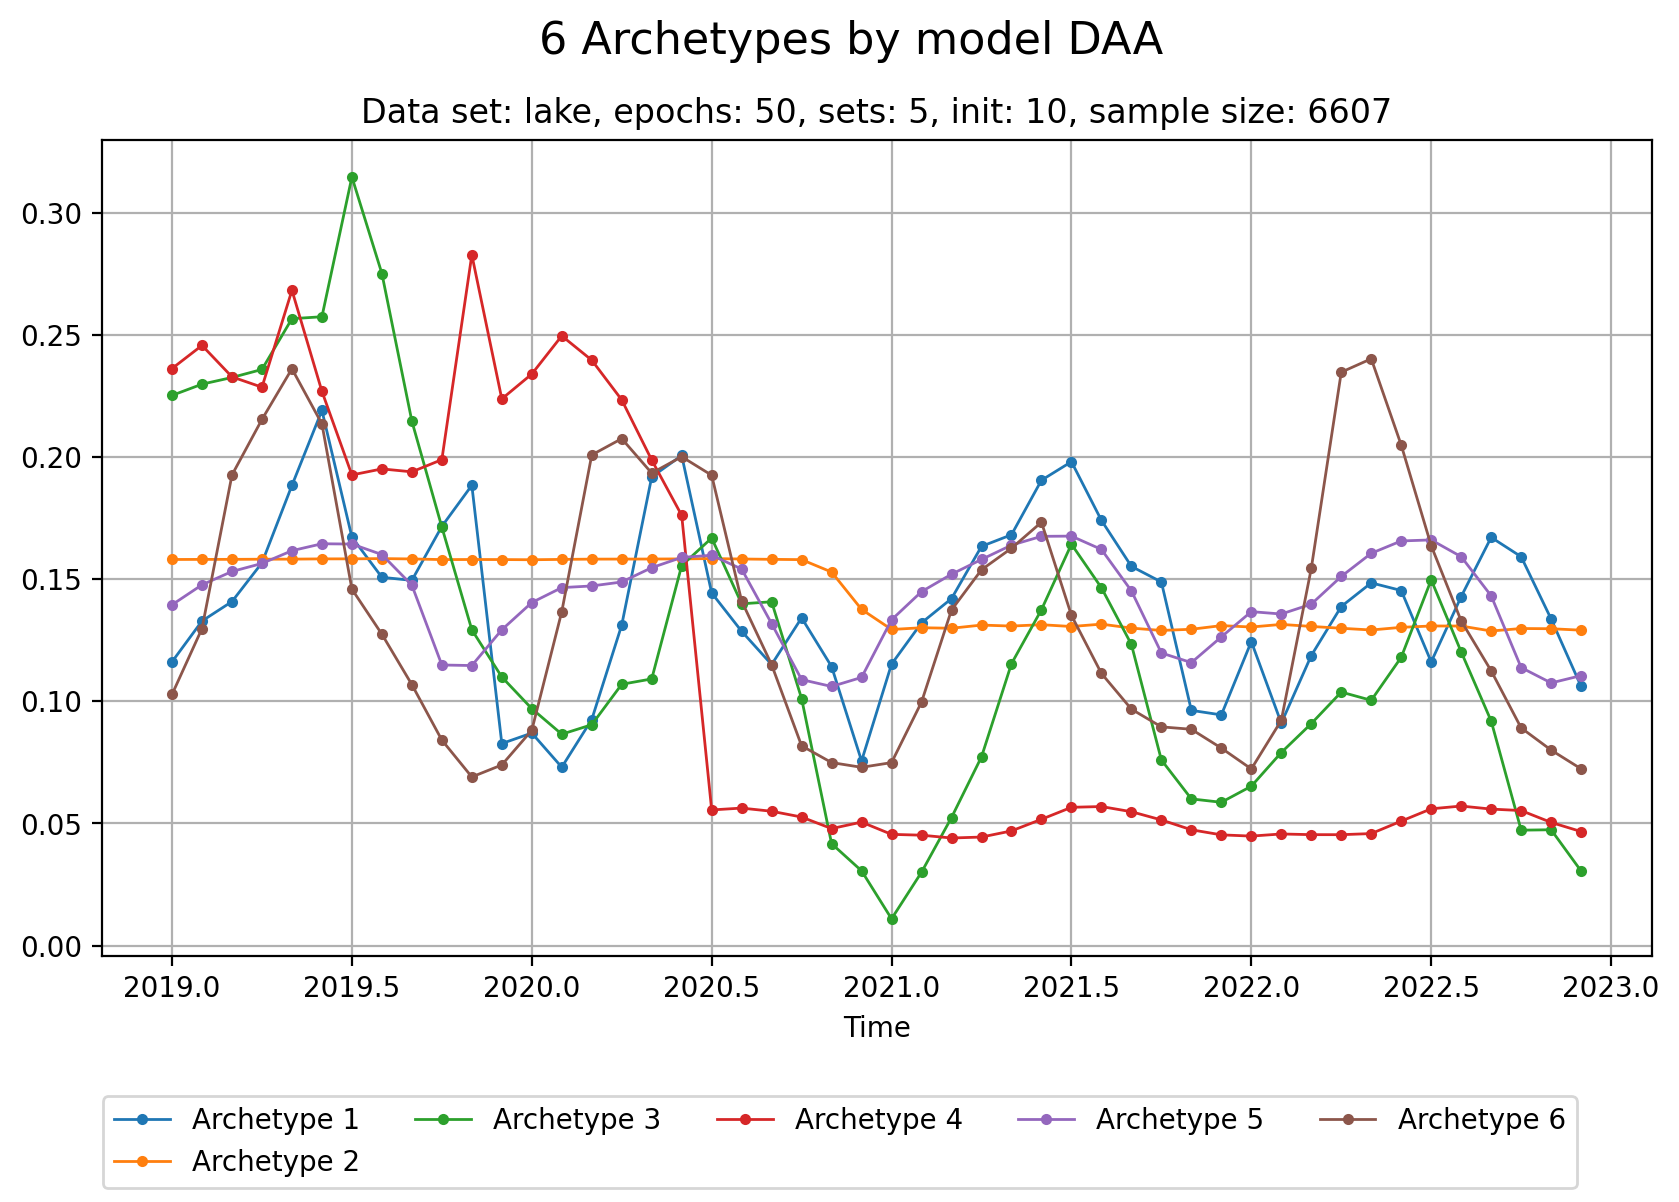 6 Archetypes by model DAA
Data set: lake, epochs: 50, sets: 5, init: 10, sample size: 6607
0.30
0.25
0.20
0.15
0.10
0.05
0.00
2019.0 2019.5 2020.0 2020.5 2021.0 2021.5 2022.0 2022.5 2023.0
Time
Archetype 1 Archetype 3 Archetype 4 Archetype 5 Archetype 6
Archetype 2